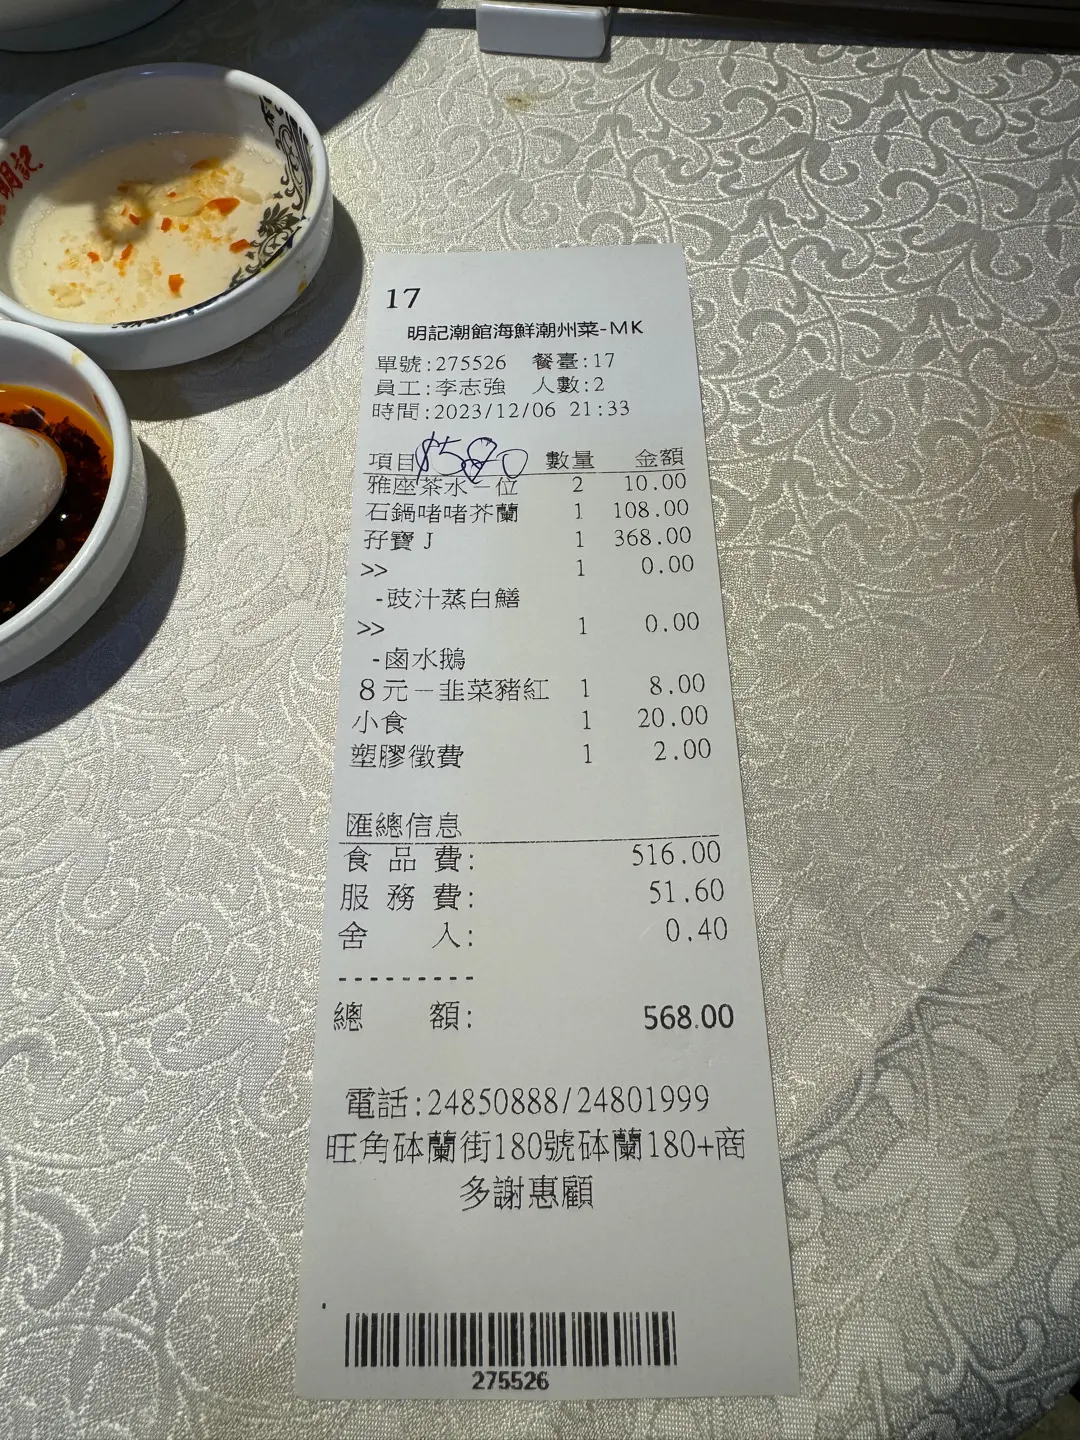 明記
17
明記潮館海鮮潮州菜-MK
單號:275526 餐臺:17
員工:李志強 人數:2
時間:2023/12/06 21:33
$580
項目 數量 金額
雅座茶水一位 2 10.00
石鍋啫啫芥蘭 1 108.00
孖寶J 1 368.00
>> 1 0.00
-豉汁蒸白鱔
>> 1 0.00
-鹵水鵝
8元一韭菜豬紅 1 8.00
小食 1 20.00
塑膠徵費 1 2.00
匯總信息
食品費: 516.00
服務費: 51.60
舍入: 0.40
---------
總額: 568.00
電話:24850888/24801999
旺角砵蘭街180號砵蘭180+商
多謝惠顧
275526